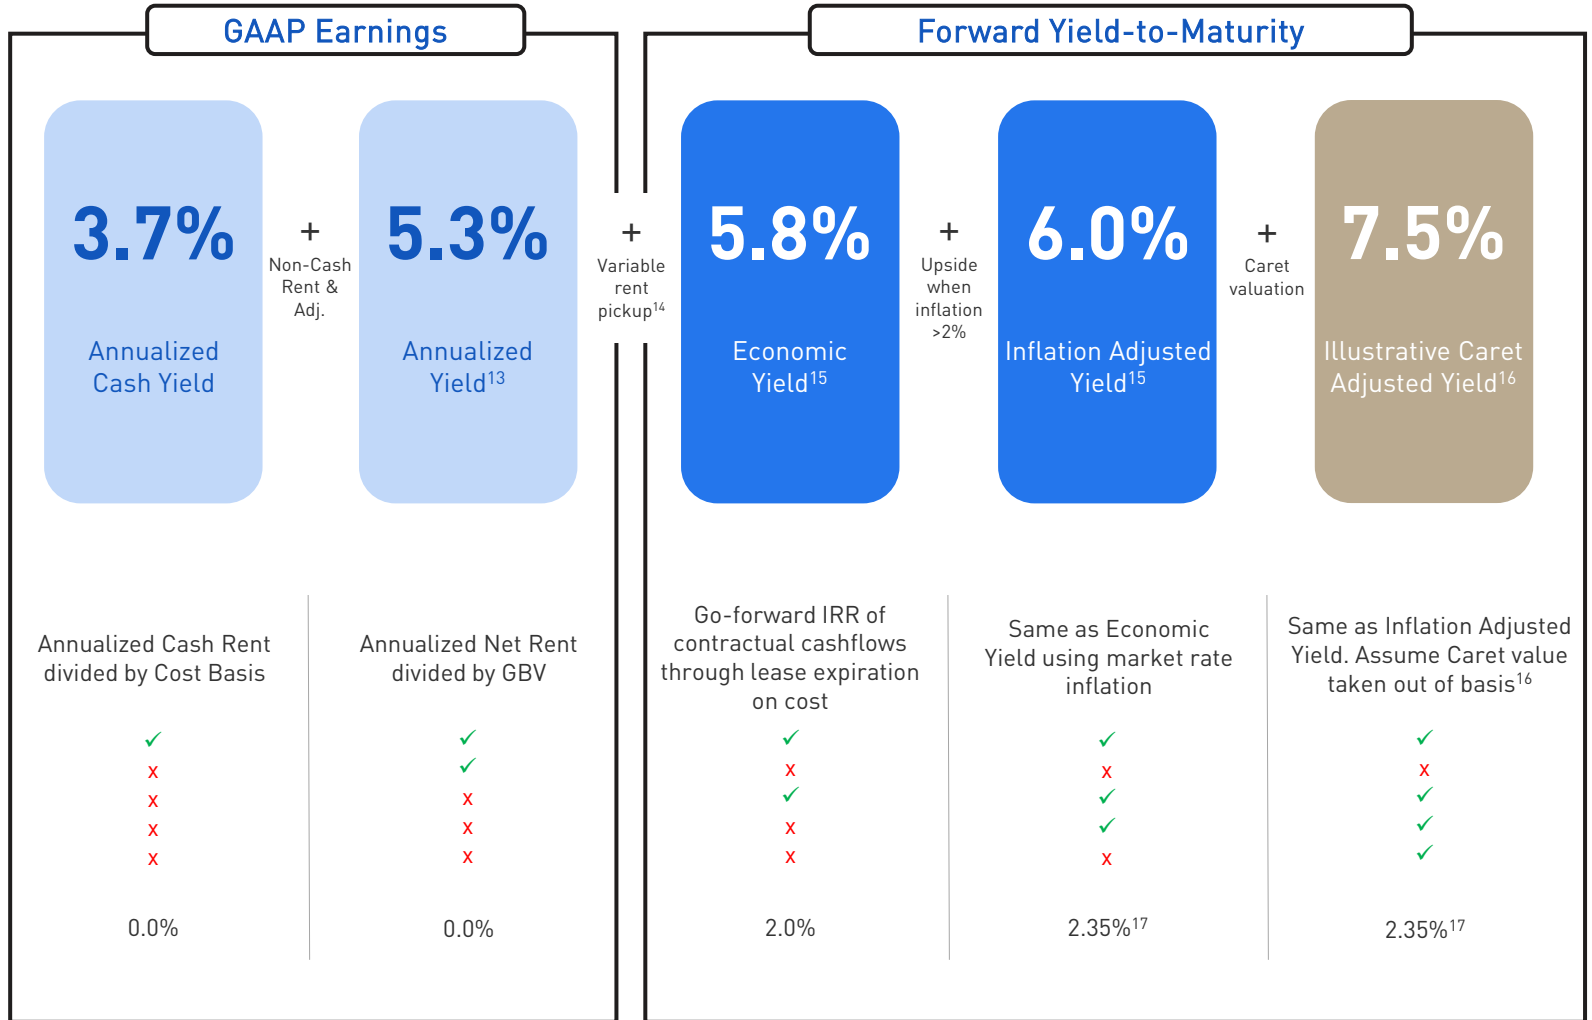 GAAP Earnings
Forward Yield-to-Maturity
3.7%
Annualized
Cash Yield
+
Non-Cash
Rent &
Adj.
5.3%
Annualized
Yield13
+
Variable
rent
pickup14
5.8%
Economic
Yield15
+
Upside
when
inflation
>2%
6.0%
Inflation Adjusted
Yield15
+
Caret
valuation
7.5%
Illustrative Caret
Adjusted Yield16
Annualized Cash Rent
divided by Cost Basis
✓
x
x
x
x
0.0%
Annualized Net Rent
divided by GBV
✓
✓
x
x
x
0.0%
Go-forward IRR of
contractual cashflows
through lease expiration
on cost
✓
x
✓
x
x
2.0%
Same as Economic
Yield using market rate
inflation
✓
x
✓
✓
x
2.35%17
Same as Inflation Adjusted
Yield. Assume Caret value
taken out of basis16
✓
x
✓
✓
✓
2.35%17